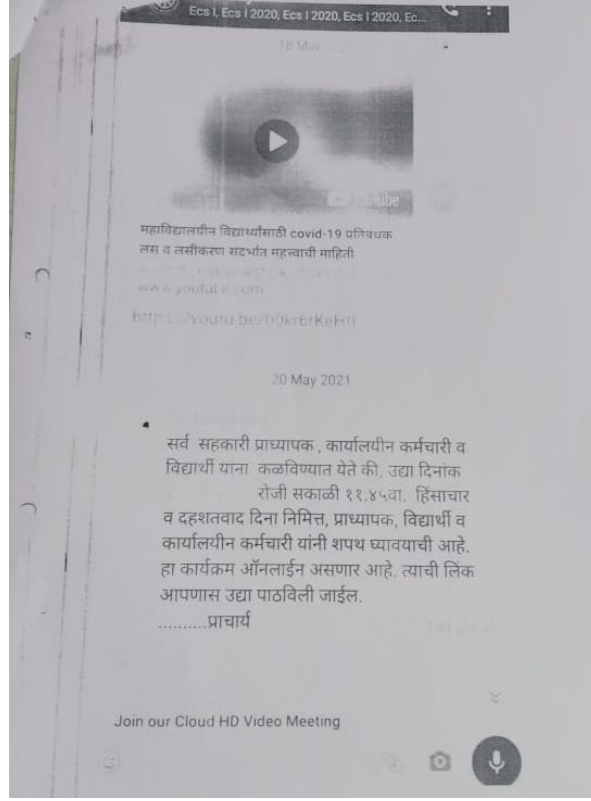 Ecs I, Ecs I 2020, Ecs I 2020, Ecs I 2020, Ec...
18 May
YouTube
महाविद्यालयीन विद्यार्थ्यांसाठी covid-19 प्रतिबंधक
लस व लसीकरण संदर्भात महत्त्वाची माहिती
20 May 2021
सर्व सहकारी प्राध्यापक , कार्यालयीन कर्मचारी व
विद्यार्थी यांना कळविण्यात येते की, उद्या दिनांक
रोजी सकाळी ११.४५वा. हिंसाचार
व दहशतवाद दिना निमित्त, प्राध्यापक, विद्यार्थी व
कार्यालयीन कर्मचारी यांनी शपथ घ्यावयाची आहे.
हा कार्यक्रम ऑनलाईन असणार आहे. त्याची लिंक
आपणास उद्या पाठविली जाईल.
..........प्राचार्य
Join our Cloud HD Video Meeting